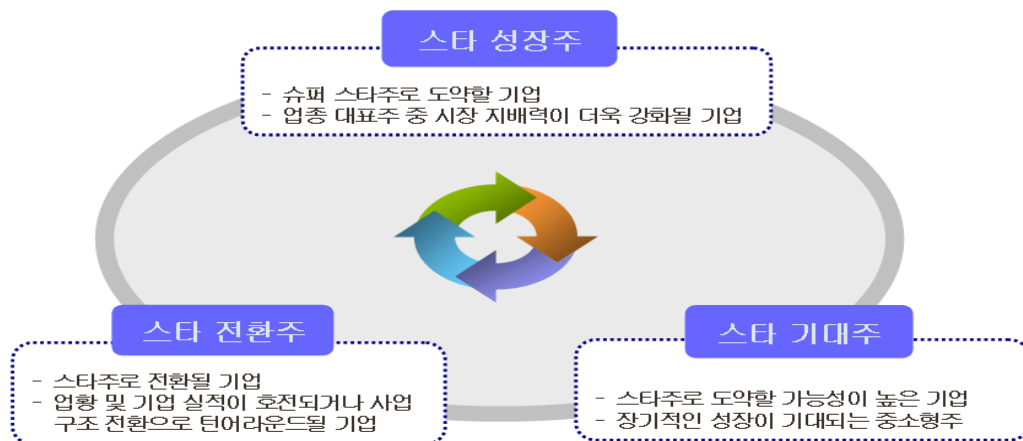 스타 성장주
- 슈퍼 스타주로 도약할 기업
- 업종 대표주 중 시장 지배력이 더욱 강화될 기업
스타 전환주
- 스타주로 전환될 기업
- 업황 및 기업 실적이 호전되거나 사업
구조 전환으로 턴어라운드될 기업
스타 기대주
- 스타주로 도약할 가능성이 높은 기업
- 장기적인 성장이 기대되는 중소형주